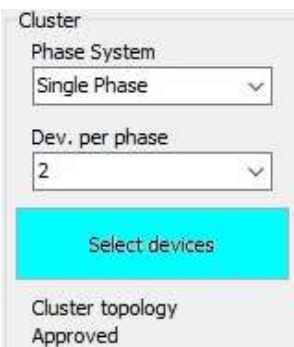 Cluster
Phase System
Single Phase
Dev. per phase
2
Select devices
Cluster topology
Approved